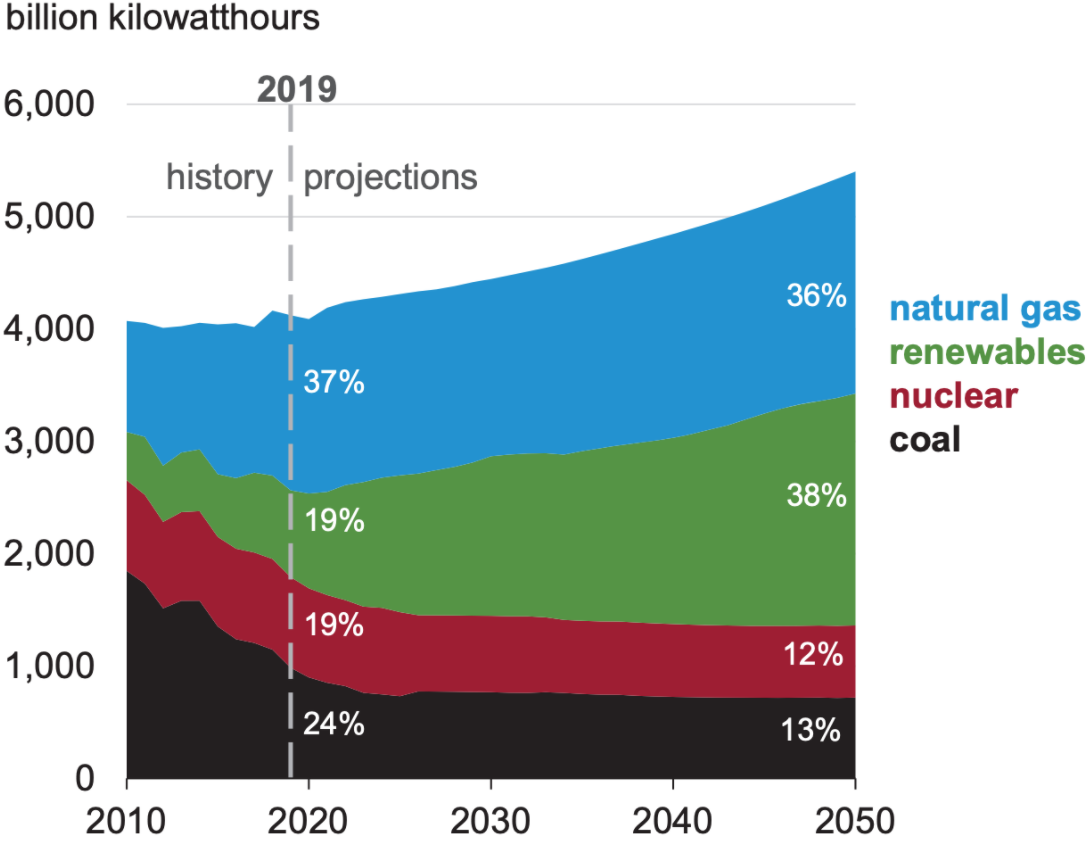 billion kilowatthours
2019
6,000
history projections
5,000
4,000
3,000
2,000
1,000
0
37%
19%
19%
24%
36%
38%
12%
13%
natural gas
renewables
nuclear
coal
2010 2020 2030 2040 2050